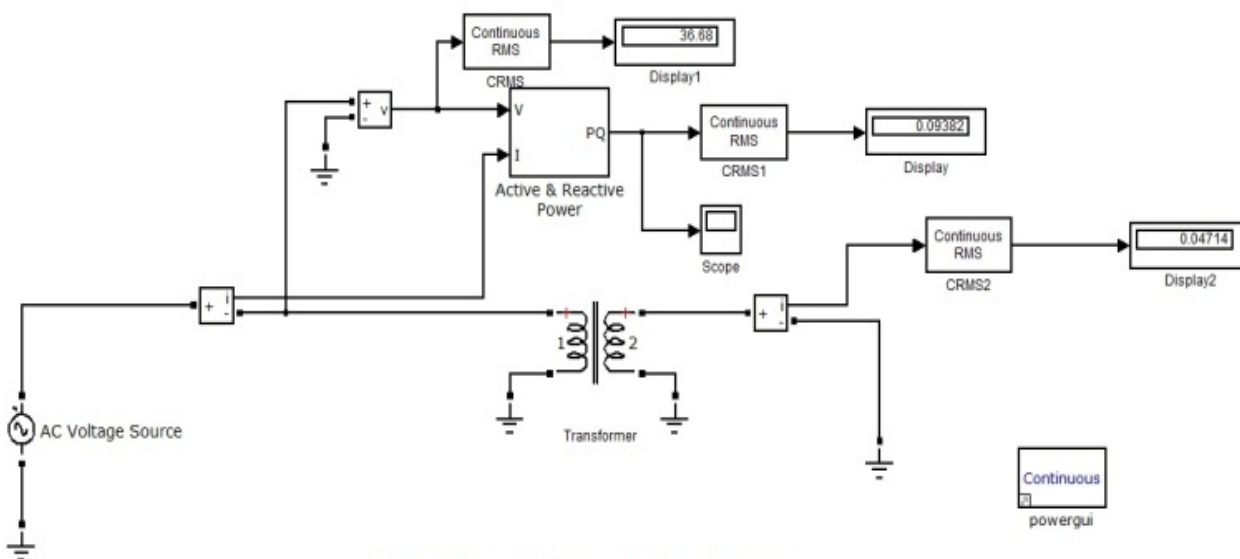 Continuous
RMS
CRMS
36.68
Display1
+
-
v
V
I
PQ
Active & Reactive
Power
Continuous
RMS
CRMS1
0.09382
Display
Scope
Continuous
RMS
CRMS2
0.04714
Display2
+
i
-
1
+
+
2
Transformer
+
i
-
AC Voltage Source
Continuous
powergui